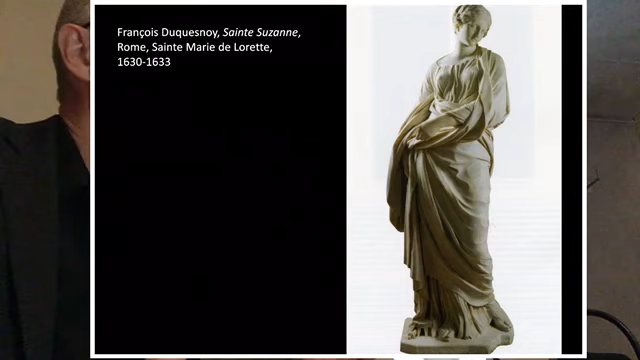 François Duquesnoy, Sainte Suzanne,
Rome, Sainte Marie de Lorette,
1630-1633